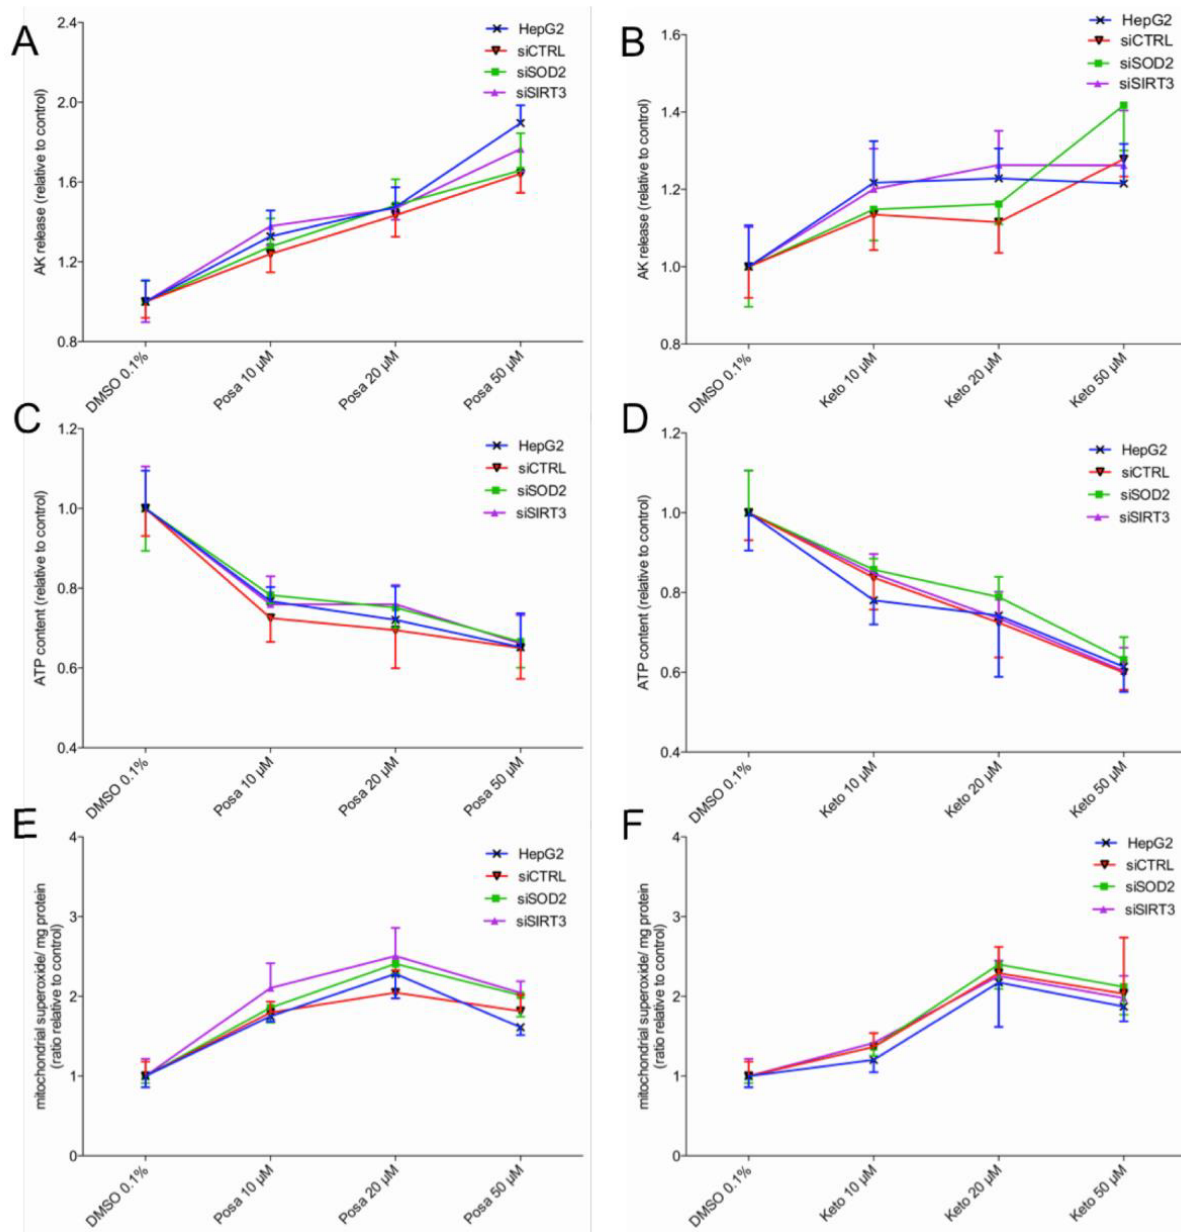 A
AK release (relative to control)
2.4
2.0
1.6
1.2
0.8
HepG2
siCTRL
siSOD2
siSIRT3
DMSO 0.1%
Posa 10 µM
Posa 20 µM
Posa 50 µM
B
AK release (relative to control)
1.6
1.4
1.2
1.0
0.8
HepG2
siCTRL
siSOD2
siSIRT3
DMSO 0.1%
Keto 10 µM
Keto 20 µM
Keto 50 µM
C
ATP content (relative to control)
1.2
1.0
0.8
0.6
0.4
HepG2
siCTRL
siSOD2
siSIRT3
DMSO 0.1%
Posa 10 µM
Posa 20 µM
Posa 50 µM
D
ATP content (relative to control)
1.2
1.0
0.8
0.6
0.4
HepG2
siCTRL
siSOD2
siSIRT3
DMSO 0.1%
Keto 10 µM
Keto 20 µM
Keto 50 µM
E
mitochondrial superoxide/ mg protein
(ratio relative to control)
4
3
2
1
0
HepG2
siCTRL
siSOD2
siSIRT3
DMSO 0.1%
Posa 10 µM
Posa 20 µM
Posa 50 µM
F
mitochondrial superoxide/ mg protein
(ratio relative to control)
4
3
2
1
0
HepG2
siCTRL
siSOD2
siSIRT3
DMSO 0.1%
Keto 10 µM
Keto 20 µM
Keto 50 µM